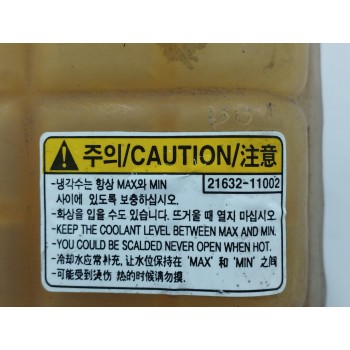 주의/CAUTION/注意
-냉각수는 항상 MAX와 MIN
21632-11002
사이에 있도록 보충하십시오.
-화상을 입을 수도 있습니다. 뜨거울 때 열지 마십시오.
-KEEP THE COOLANT LEVEL BETWEEN MAX AND MIN.
-YOU COULD BE SCALDED NEVER OPEN WHEN HOT.
-冷却水应常补充, 让水位保持在 'MAX' 和 'MIN' 之间
-可能受到烫伤 热的时候请勿摸.